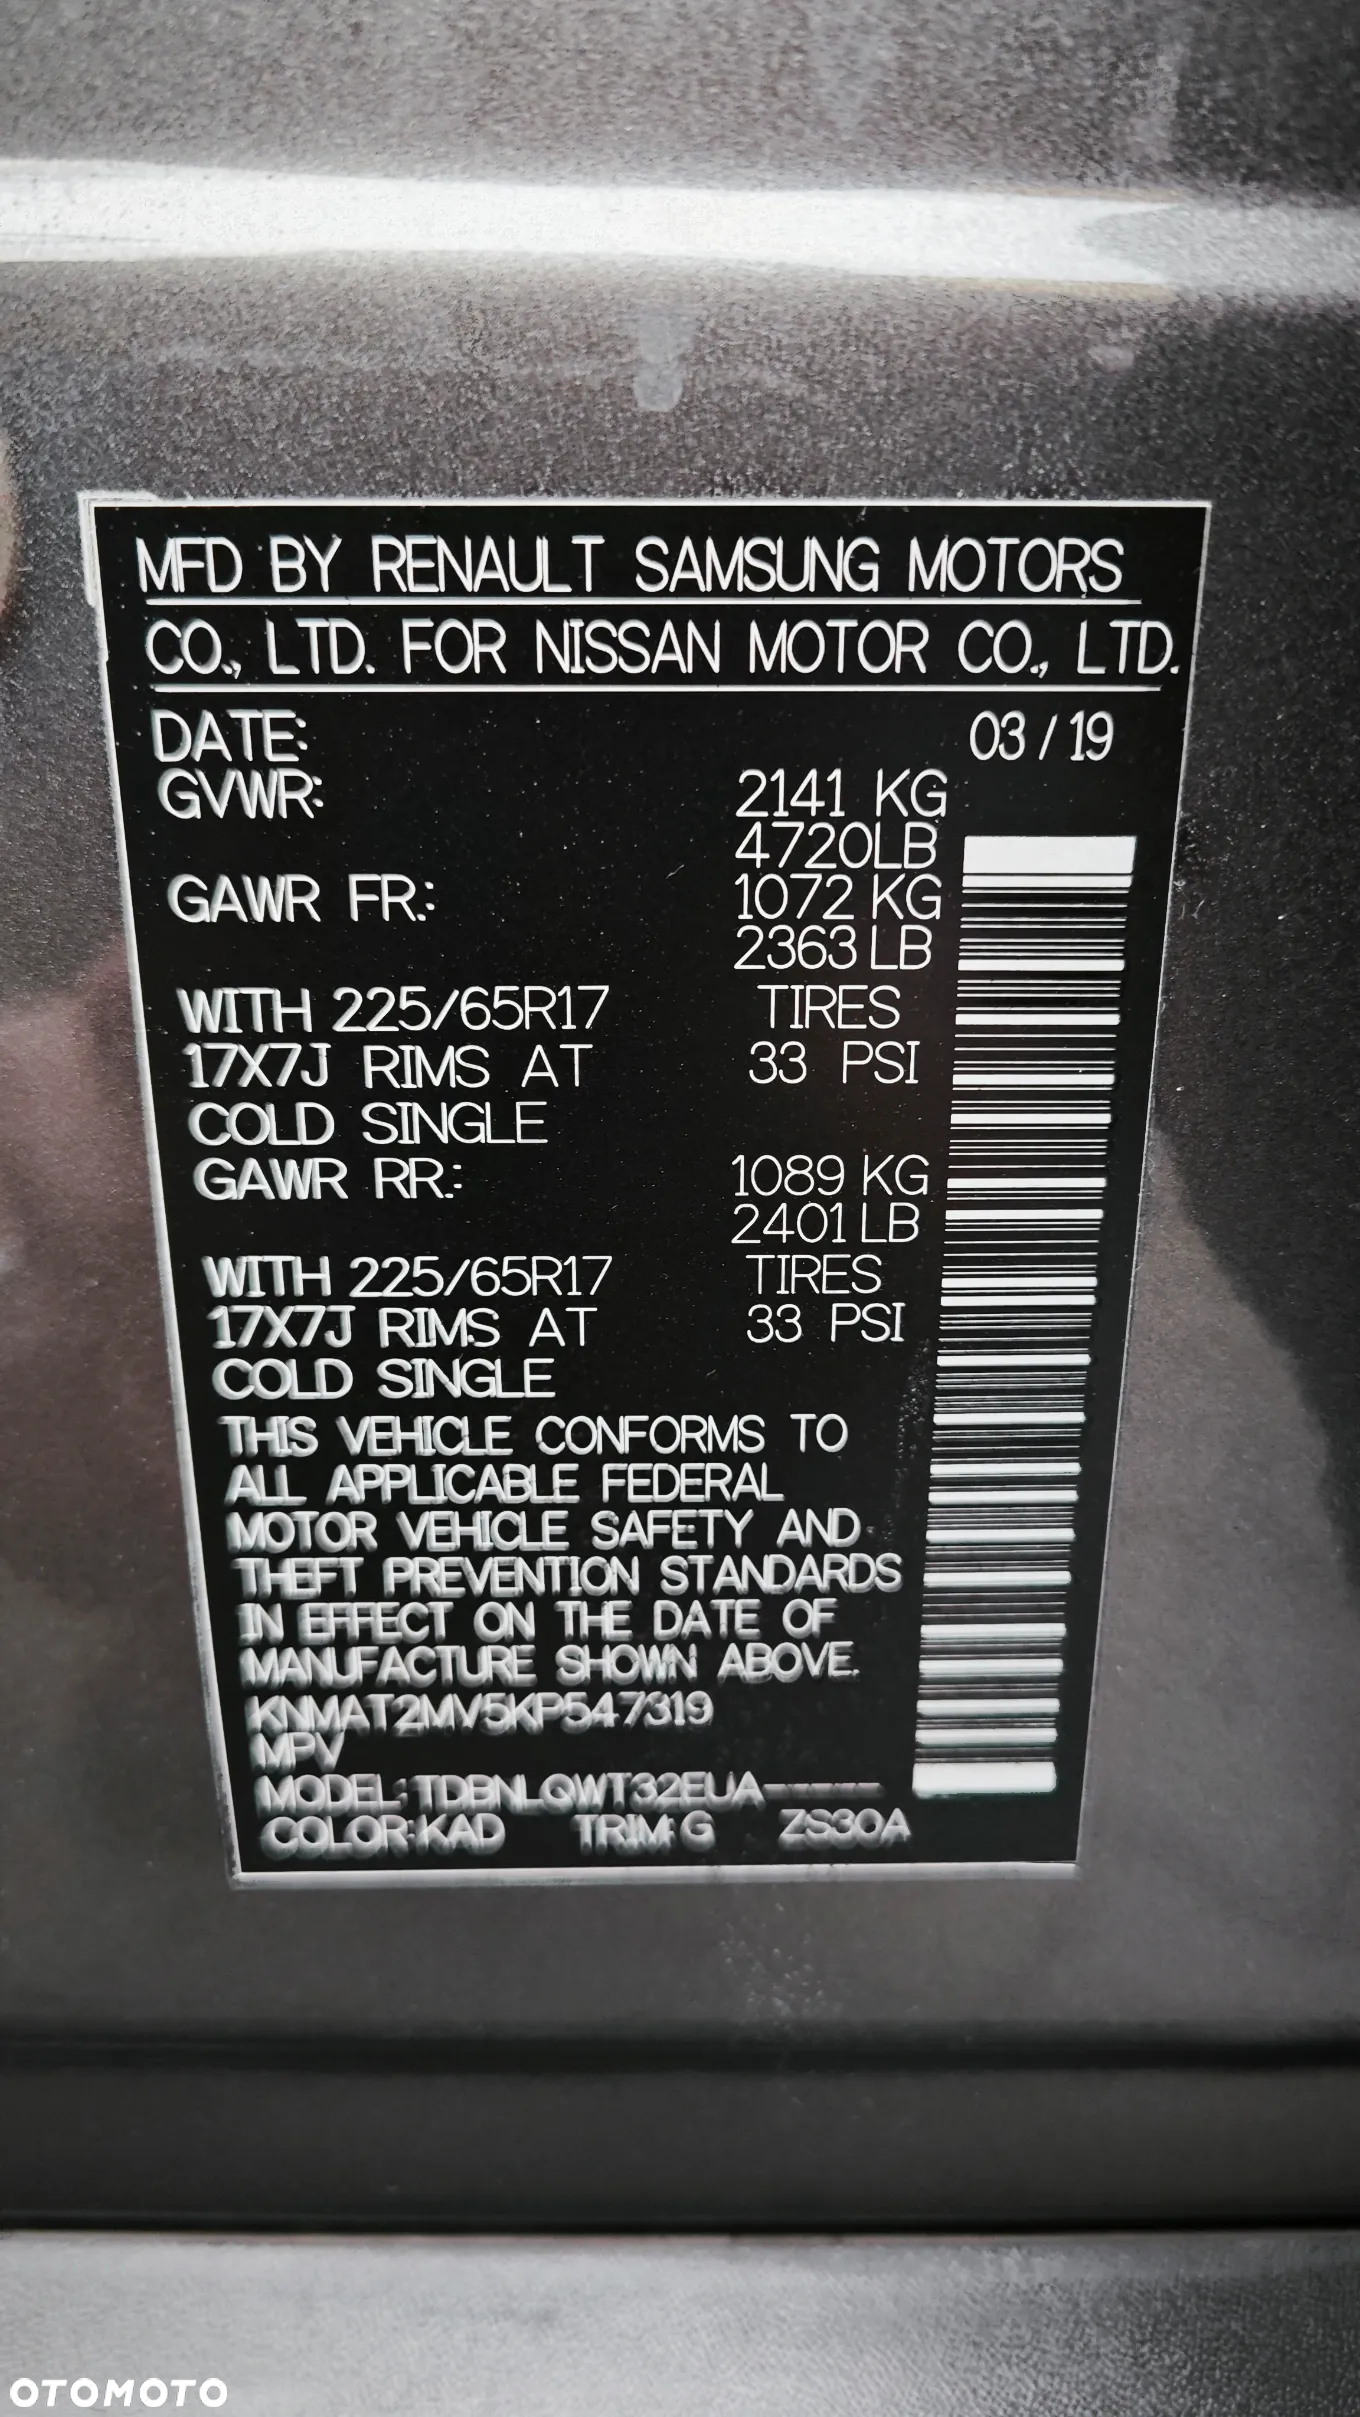 MFD BY RENAULT SAMSUNG MOTORS
CO., LTD. FOR NISSAN MOTOR CO., LTD.
DATE: 03 / 19
GVWR: 2141 KG
4720LB
GAWR FR.: 1072 KG
2363 LB
WITH 225/65R17 TIRES
17X7J RIMS AT 33 PSI
COLD SINGLE
GAWR RR.: 1089 KG
2401 LB
WITH 225/65R17 TIRES
17X7J RIMS AT 33 PSI
COLD SINGLE
THIS VEHICLE CONFORMS TO
ALL APPLICABLE FEDERAL
MOTOR VEHICLE SAFETY AND
THEFT PREVENTION STANDARDS
IN EFFECT ON THE DATE OF
MANUFACTURE SHOWN ABOVE.
KNMAT2MV5KP547319
MPV
MODEL: TDBNLQWT32EUA-----
COLOR:KAD TRIM:G ZS30A
OTOMOTO